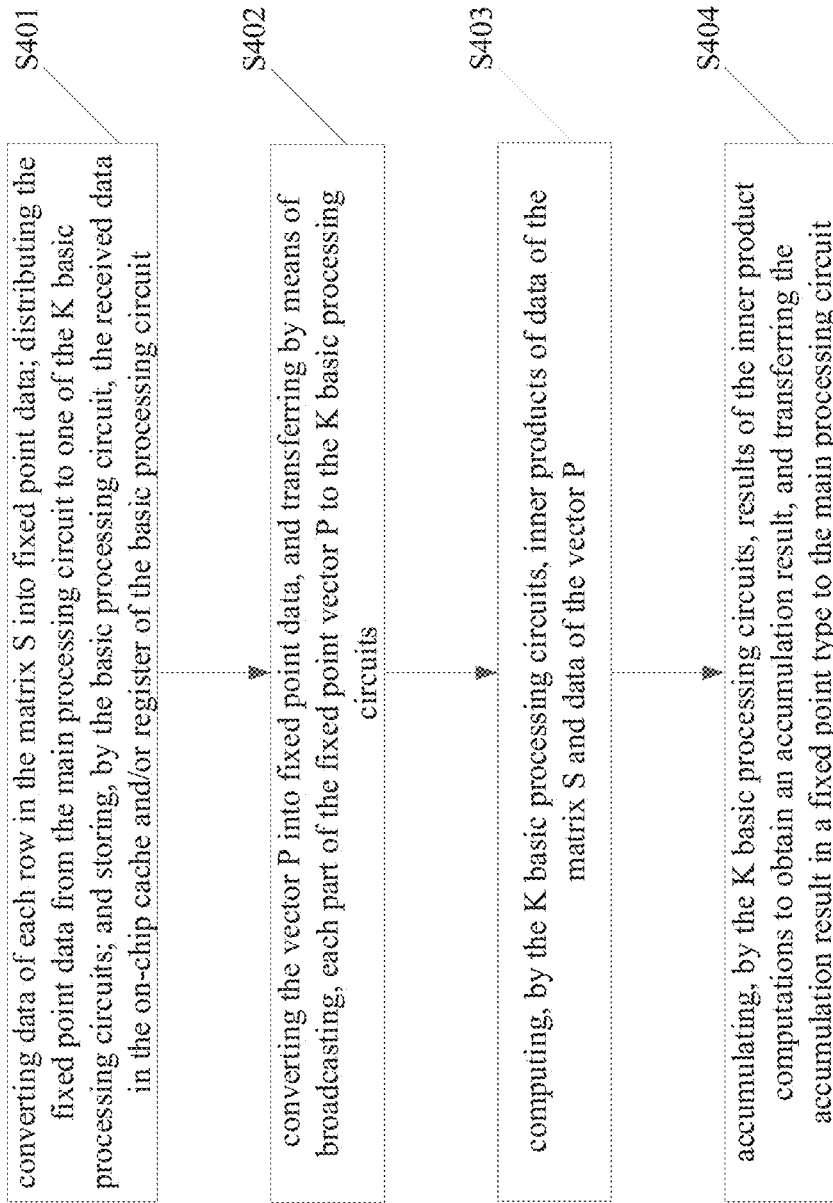 S401
converting data of each row in the matrix S into fixed point data; distributing the
fixed point data from the main processing circuit to one of the K basic
processing circuits; and storing, by the basic processing circuit, the received data
in the on-chip cache and/or register of the basic processing circuit
S402
converting the vector P into fixed point data, and transferring by means of
broadcasting, each part of the fixed point vector P to the K basic processing
circuits
S403
computing, by the K basic processing circuits, inner products of data of the
matrix S and data of the vector P
S404
accumulating, by the K basic processing circuits, results of the inner product
computations to obtain an accumulation result, and transferring the
accumulation result in a fixed point type to the main processing circuit